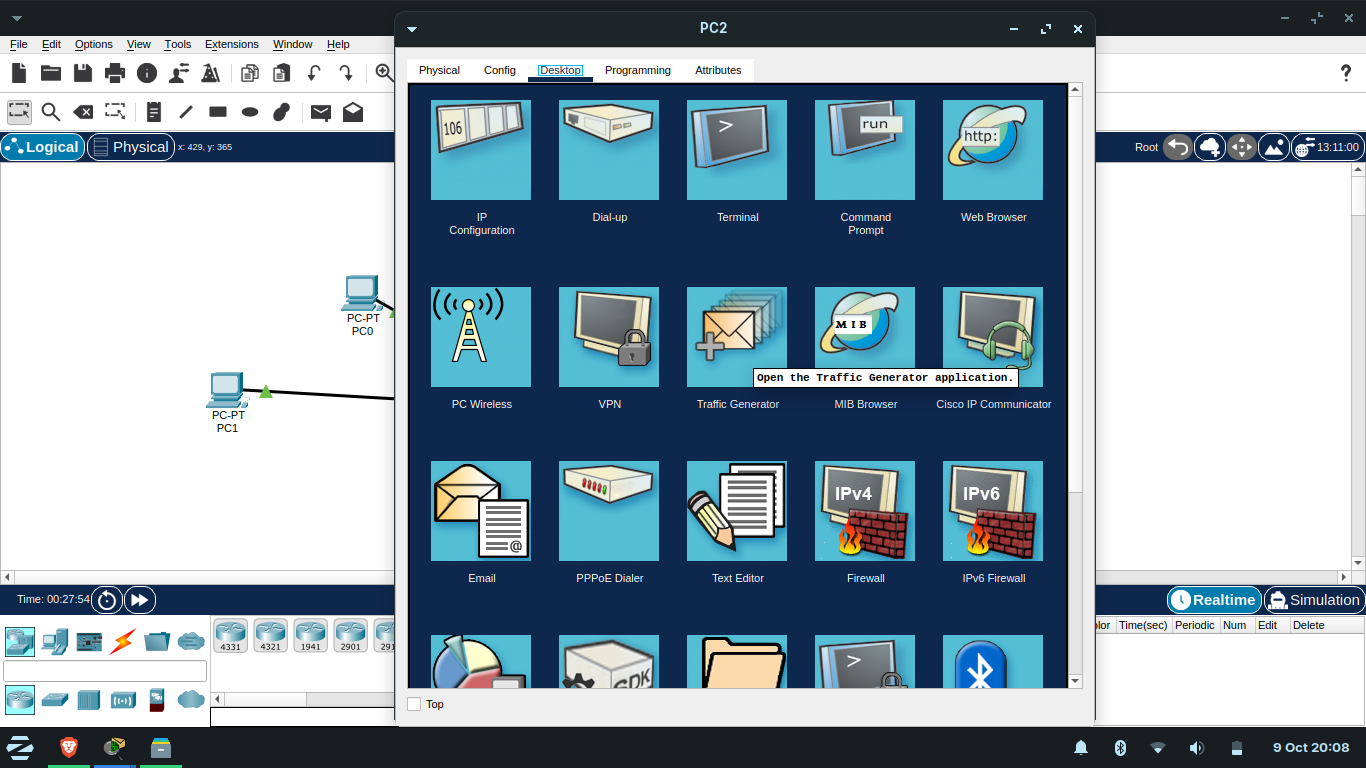 PC2
File Edit Options View Tools Extensions Window Help
Physical Config Desktop Programming Attributes
?
Logical
Physical
x: 429, y: 365
Root
13:11:00
106
>
run
http:
IP
Configuration
Dial-up
Terminal
Command
Prompt
Web Browser
M I B
Open the Traffic Generator application.
PC Wireless
VPN
Traffic Generator
MIB Browser
Cisco IP Communicator
PC-PT
PC0
PC-PT
PC1
@
IPv4
IPv6
Email
PPPoE Dialer
Text Editor
Firewall
IPv6 Firewall
>
Time: 00:27:54
Realtime
Simulation
4331 4321 1941 2901
Time(sec) Periodic Num Edit Delete
Top
9 Oct 20:08